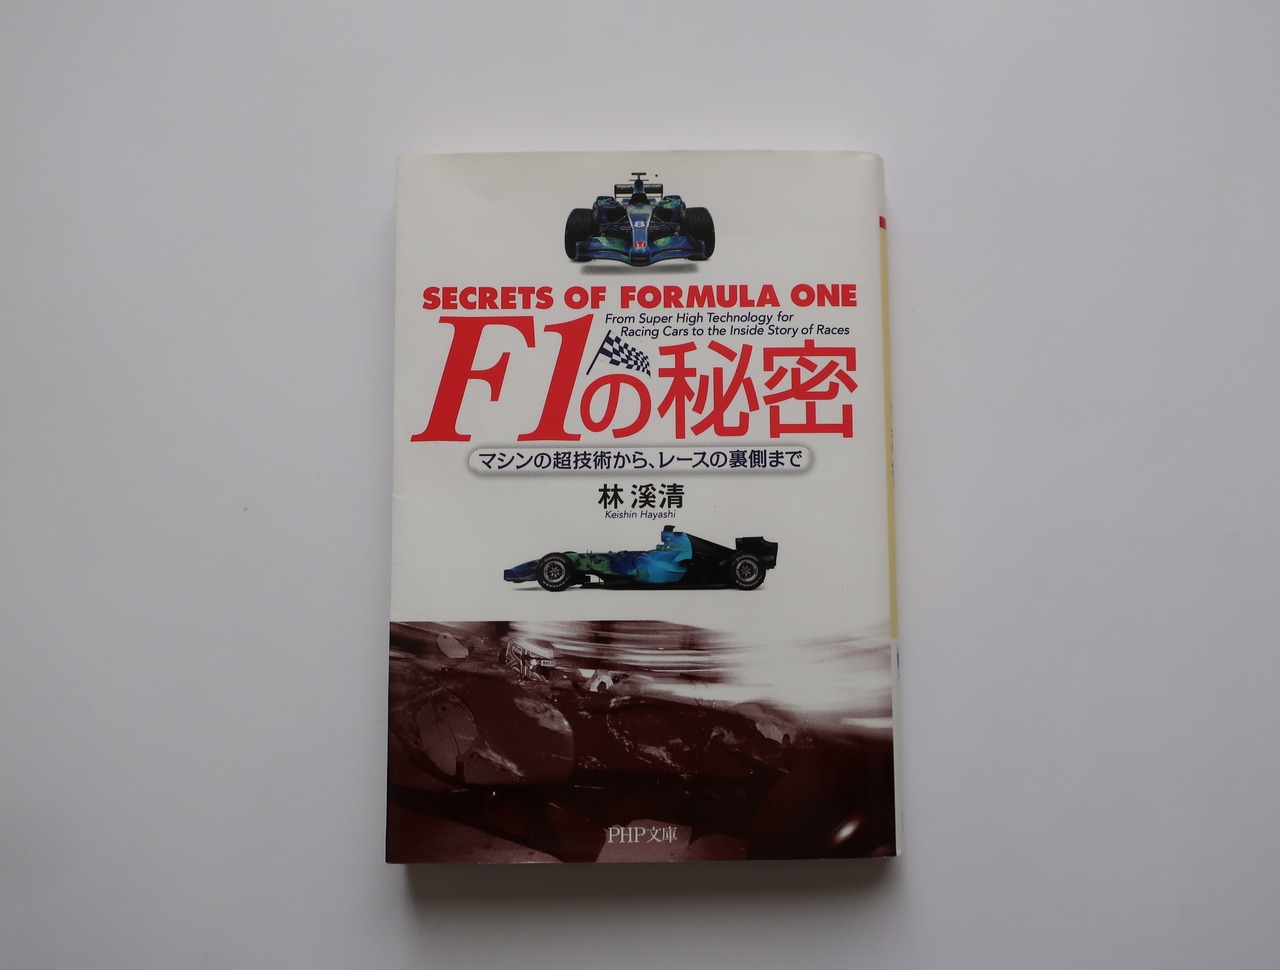 8
SECRETS OF FORMULA ONE
From Super High Technology for
Racing Cars to the Inside Story of Races
F1の秘密
マシンの超技術から、レースの裏側まで
林 溪清
Keishin Hayashi
PHP文庫